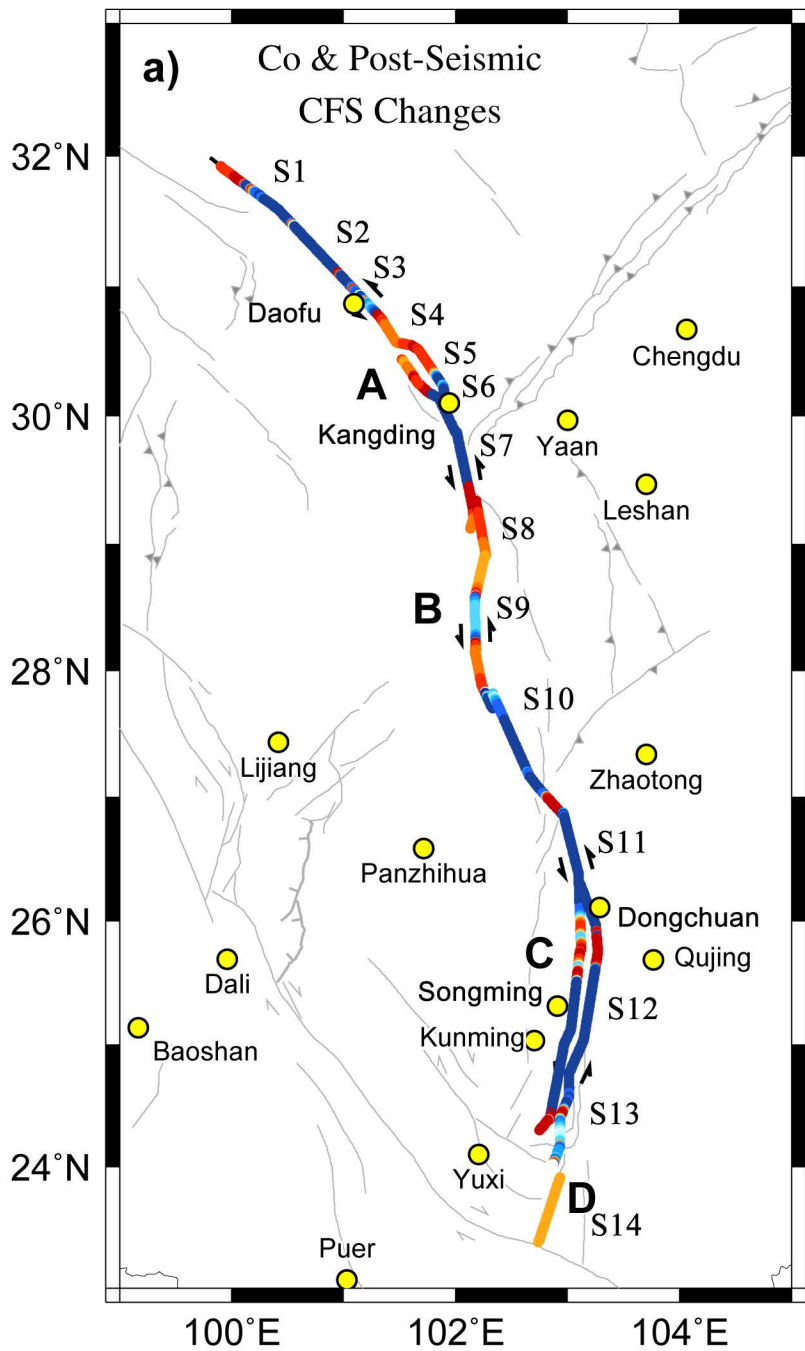 a)
Co & Post-Seismic
CFS Changes
32°N
S1
S2
S3
Daofu
S4
Chengdu
S5
A
S6
30°N
Kangding
Yaan
S7
Leshan
S8
B
S9
28°N
S10
Lijiang
Zhaotong
S11
Panzhihua
26°N
Dongchuan
C
Qujing
Dali
Songming
S12
Kunming
Baoshan
S13
24°N
Yuxi
D
S14
Puer
100°E
102°E
104°E